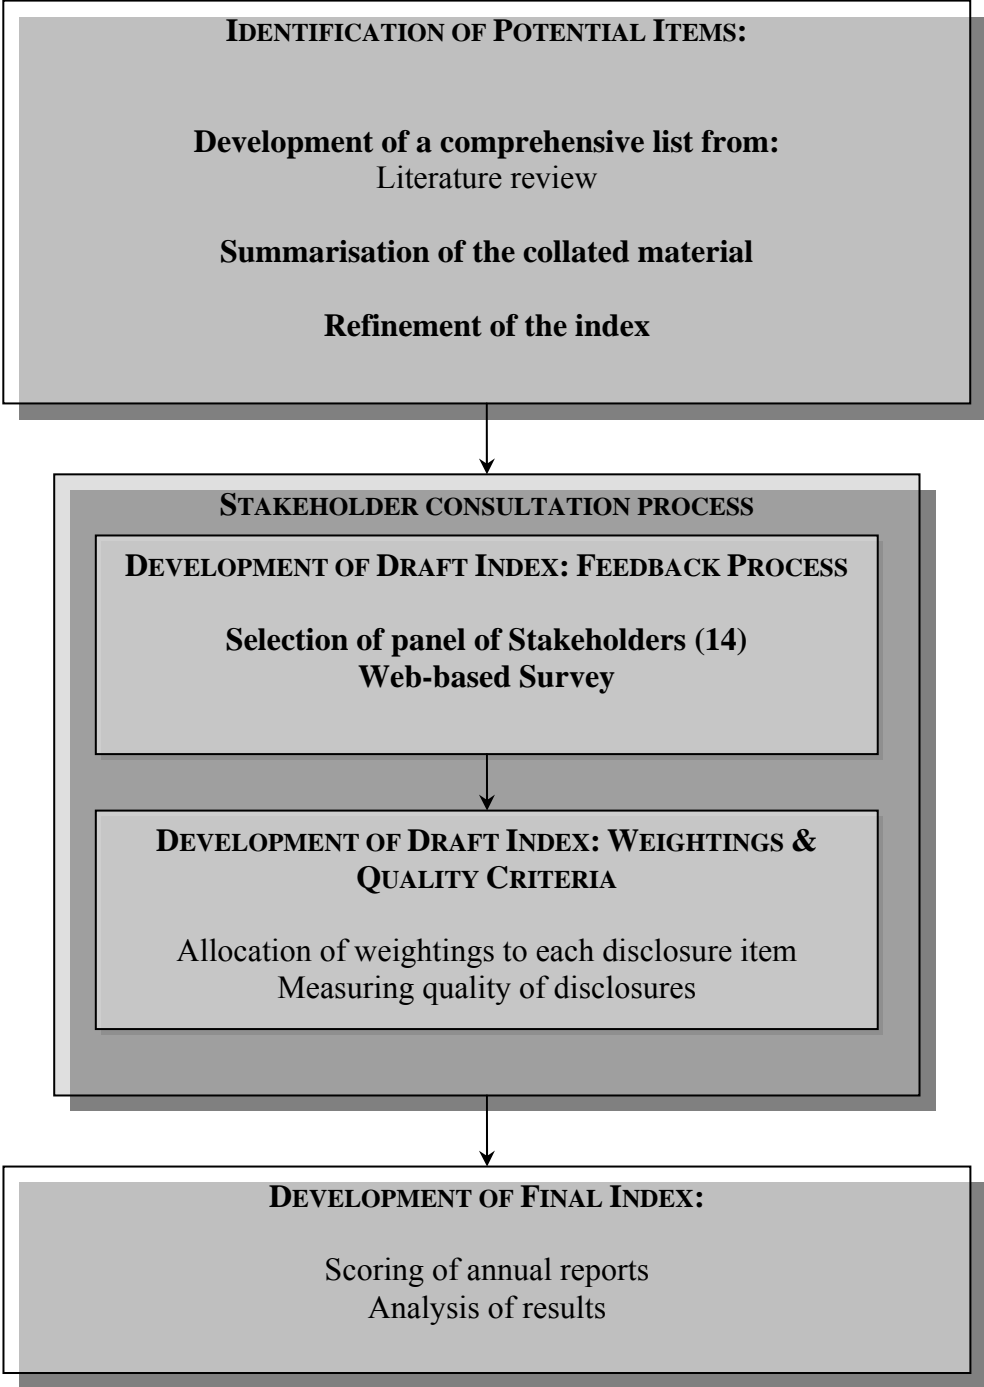 IDENTIFICATION OF POTENTIAL ITEMS:
Development of a comprehensive list from:
Literature review
Summarisation of the collated material
Refinement of the index
STAKEHOLDER CONSULTATION PROCESS
DEVELOPMENT OF DRAFT INDEX: FEEDBACK PROCESS
Selection of panel of Stakeholders (14)
Web-based Survey
DEVELOPMENT OF DRAFT INDEX: WEIGHTINGS &
QUALITY CRITERIA
Allocation of weightings to each disclosure item
Measuring quality of disclosures
DEVELOPMENT OF FINAL INDEX:
Scoring of annual reports
Analysis of results